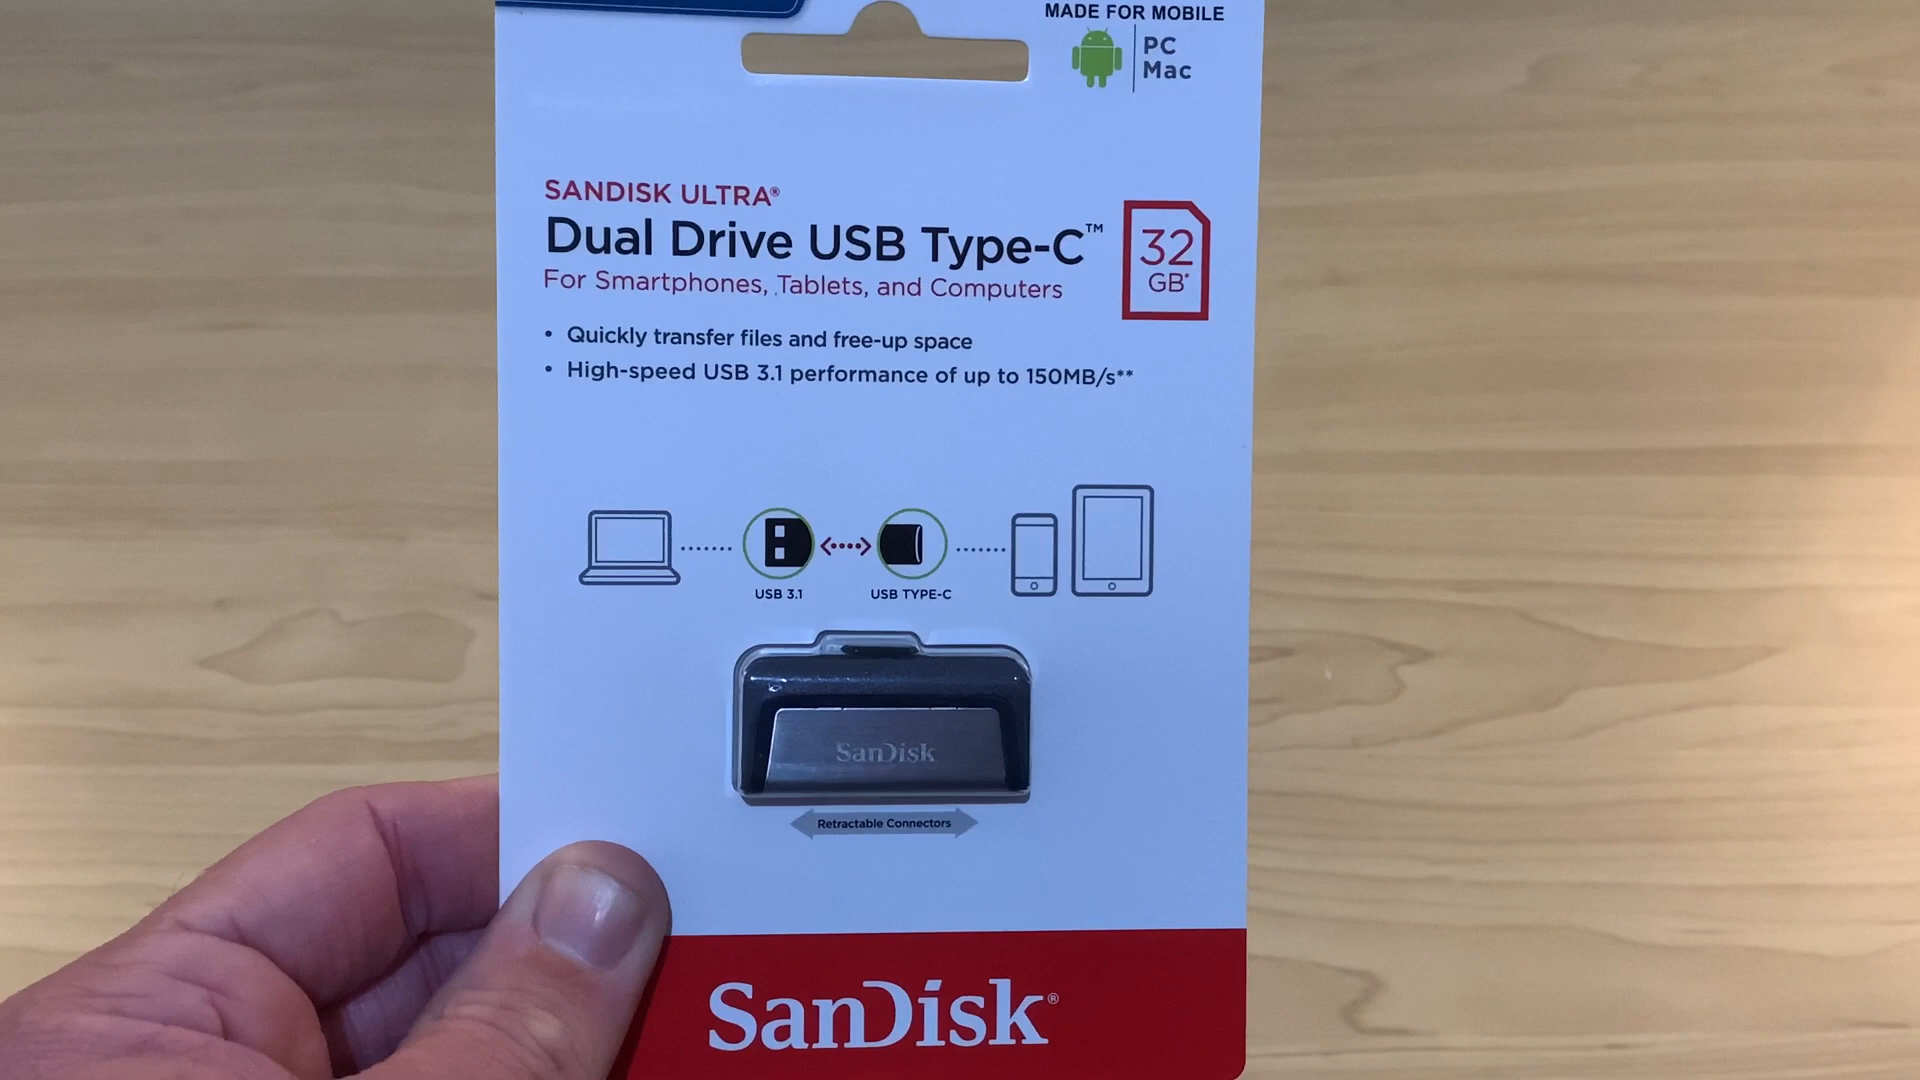 MADE FOR MOBILE
PC
Mac
SANDISK ULTRA®
Dual Drive USB Type-C™
For Smartphones, Tablets, and Computers
32
GB*
• Quickly transfer files and free-up space
• High-speed USB 3.1 performance of up to 150MB/s**
USB 3.1
USB TYPE-C
SanDisk
Retractable Connectors
SanDisk®